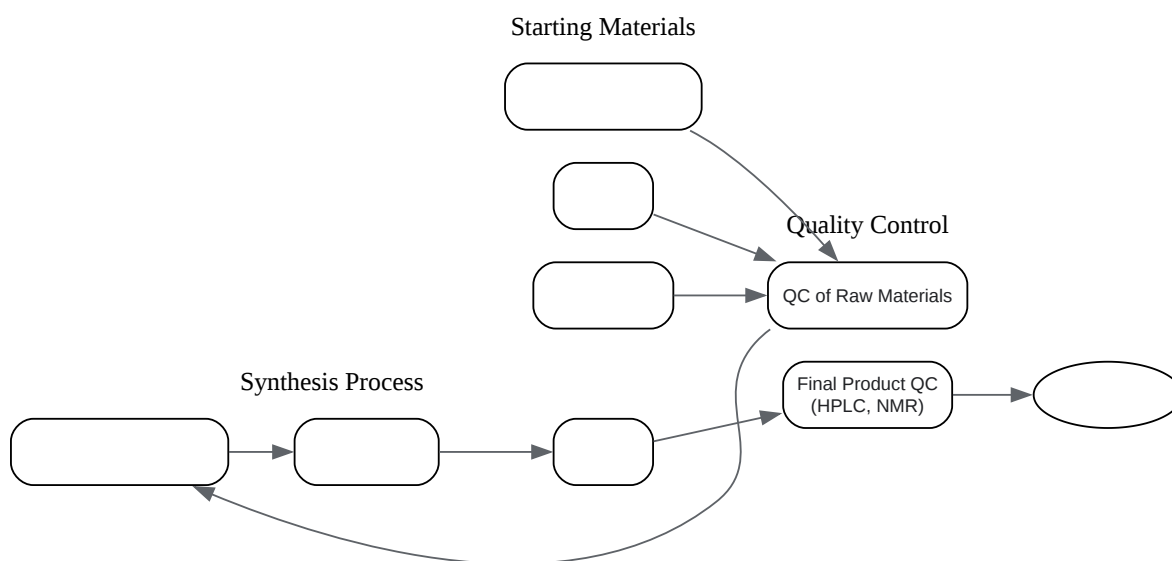 Starting Materials
Quality Control
QC of Raw Materials
Synthesis Process
Final Product QC
(HPLC, NMR)